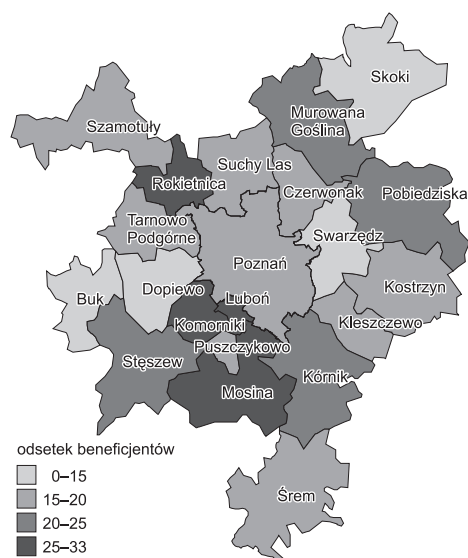 Skoki
Murowana
Goślina
Szamotuły
Suchy Las
Rokietnica
Czerwonak
Pobiedziska
Tarnowo
Podgórne
Swarzędz
Poznań
Kostrzyn
Buk
Dopiewo
Luboń
Komorniki
Kleszczewo
Puszczykowo
Stęszew
Kórnik
Mosina
odsetek beneficjentów
0–15
15–20
20–25
25–33
Śrem